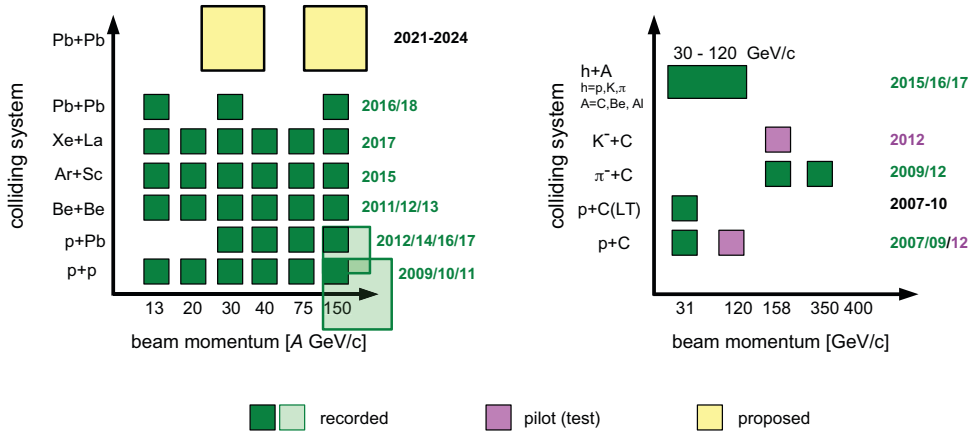 Pb+Pb
2021-2024
Pb+Pb
2016/18
Xe+La
2017
Ar+Sc
2015
Be+Be
2011/12/13
p+Pb
2012/14/16/17
p+p
2009/10/11
colliding system
13 20 30 40 75 150
beam momentum [A GeV/c]
30 - 120 GeV/c
h+A
h=p,K,π
A=C,Be, Al
2015/16/17
K⁻+C
2012
π⁻+C
2009/12
p+C(LT)
2007-10
p+C
2007/09/12
colliding system
31 120 158 350 400
beam momentum [GeV/c]
recorded
pilot (test)
proposed